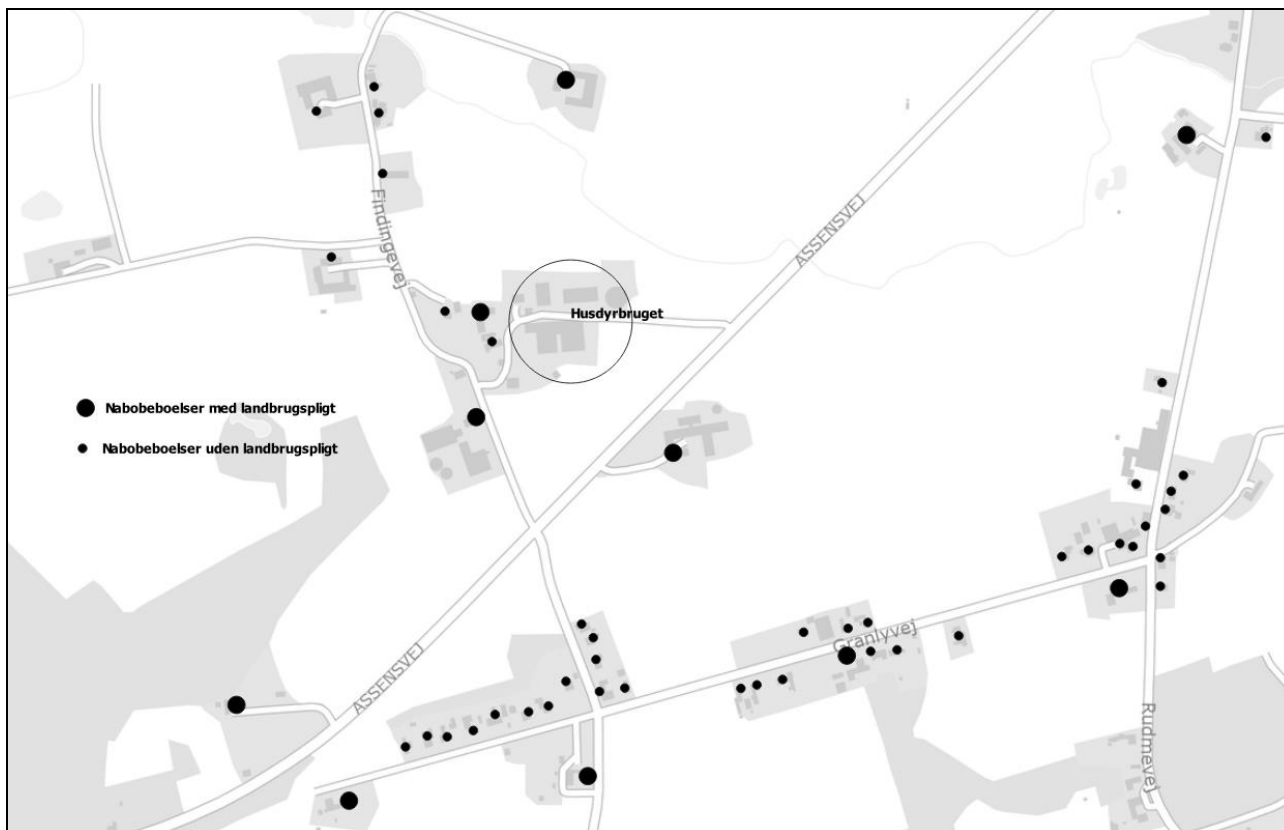 Findingevej
ASSENSVEJ
Husdyrbruget
Nabobeboelser med landbrugspligt
Nabobeboelser uden landbrugspligt
Granlyvej
ASSENSVEJ
Rudmevej